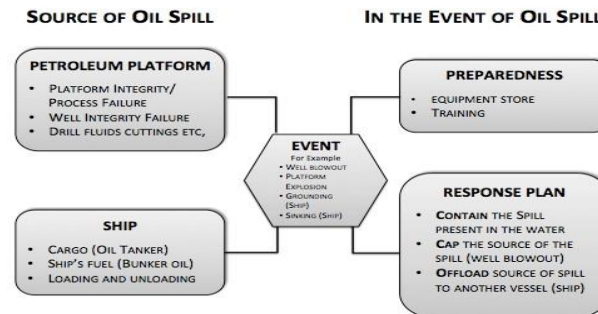 SOURCE OF OIL SPILL
IN THE EVENT OF OIL SPILL
PETROLEUM PLATFORM
• PLATFORM INTEGRITY/
PROCESS FAILURE
• WELL INTEGRITY FAILURE
• DRILL FLUIDS CUTTINGS ETC,
SHIP
• CARGO (OIL TANKER)
• SHIP'S FUEL (BUNKER OIL)
• LOADING AND UNLOADING
EVENT
For Example
• WELL BLOWOUT
• PLATFORM
EXPLOSION
• GROUNDING
(SHIP)
• SINKING (SHIP)
PREPAREDNESS
• EQUIPMENT STORE
• TRAINING
RESPONSE PLAN
• CONTAIN THE SPILL
PRESENT IN THE WATER
• CAP THE SOURCE OF THE
SPILL (WELL BLOWOUT)
• OFFLOAD SOURCE OF SPILL
TO ANOTHER VESSEL (SHIP)